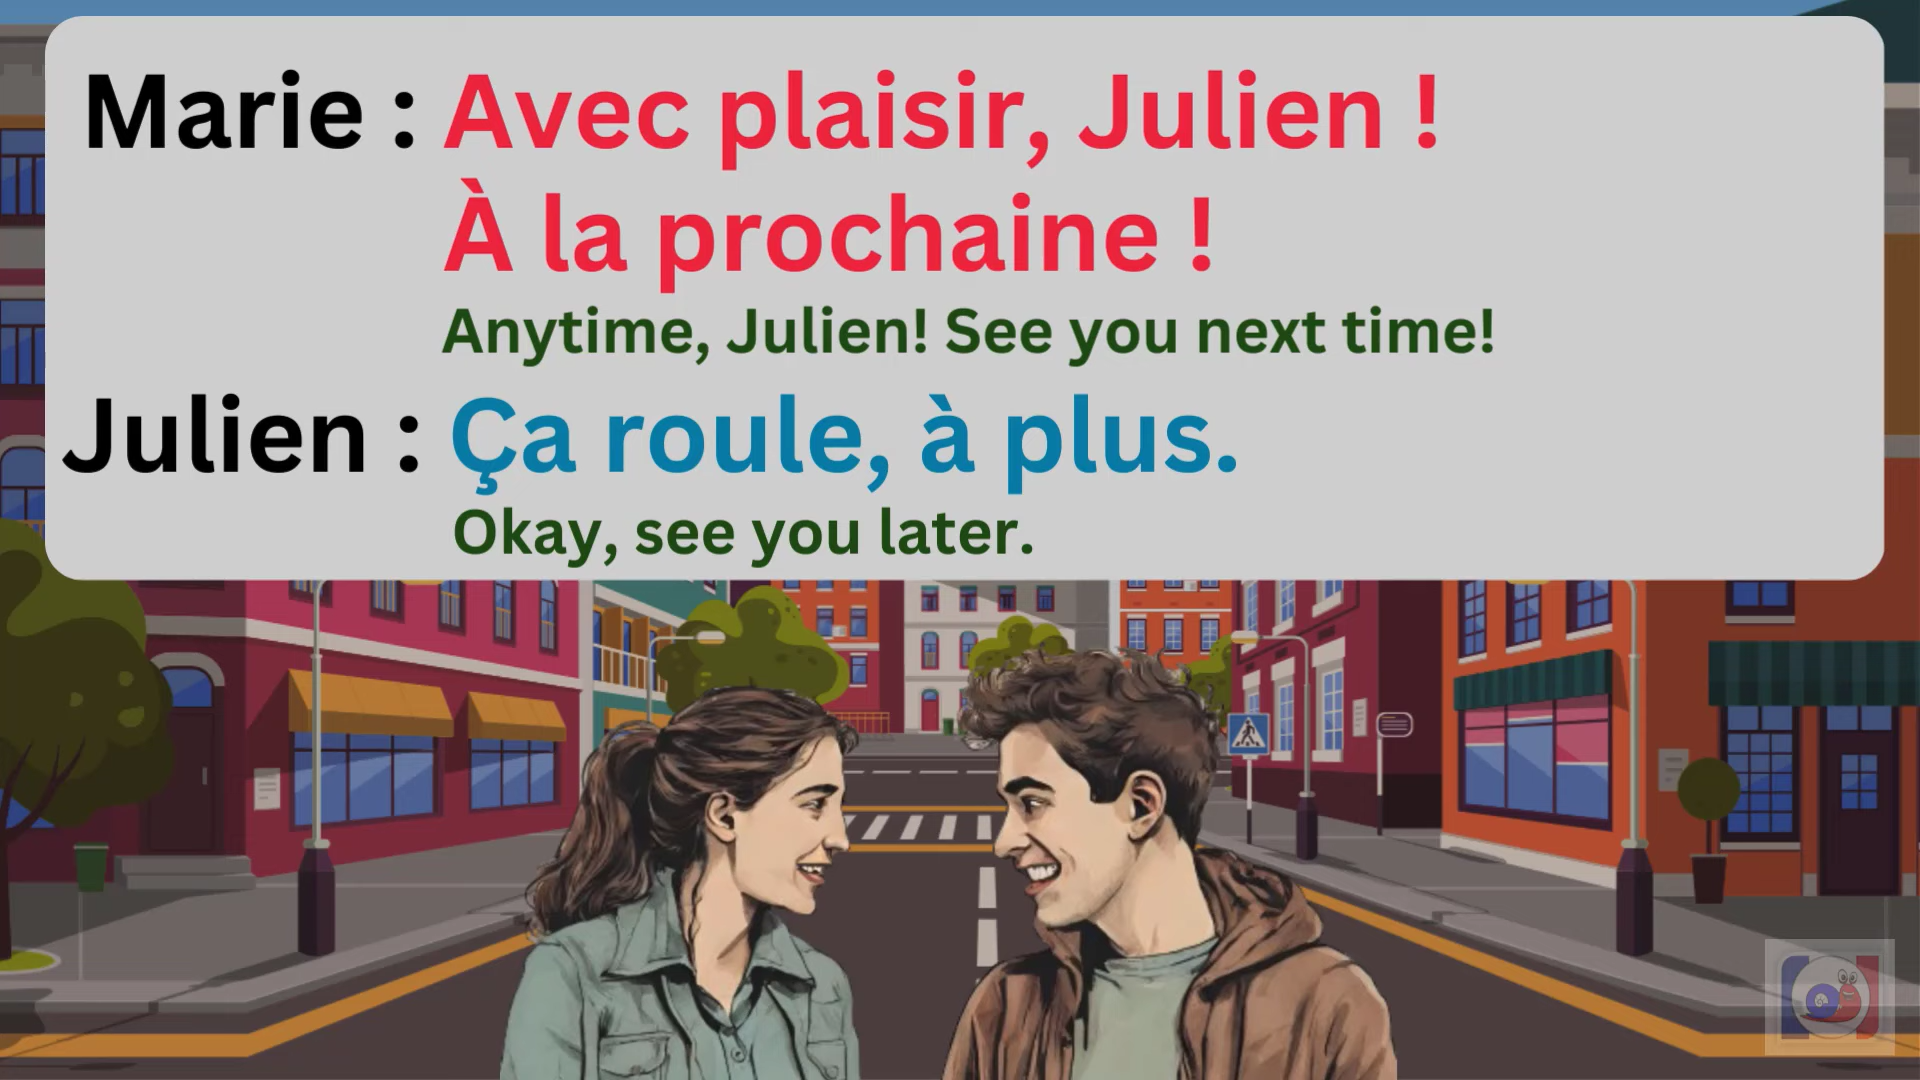 Marie : Avec plaisir, Julien !
À la prochaine !
Anytime, Julien! See you next time!
Julien : Ça roule, à plus.
Okay, see you later.